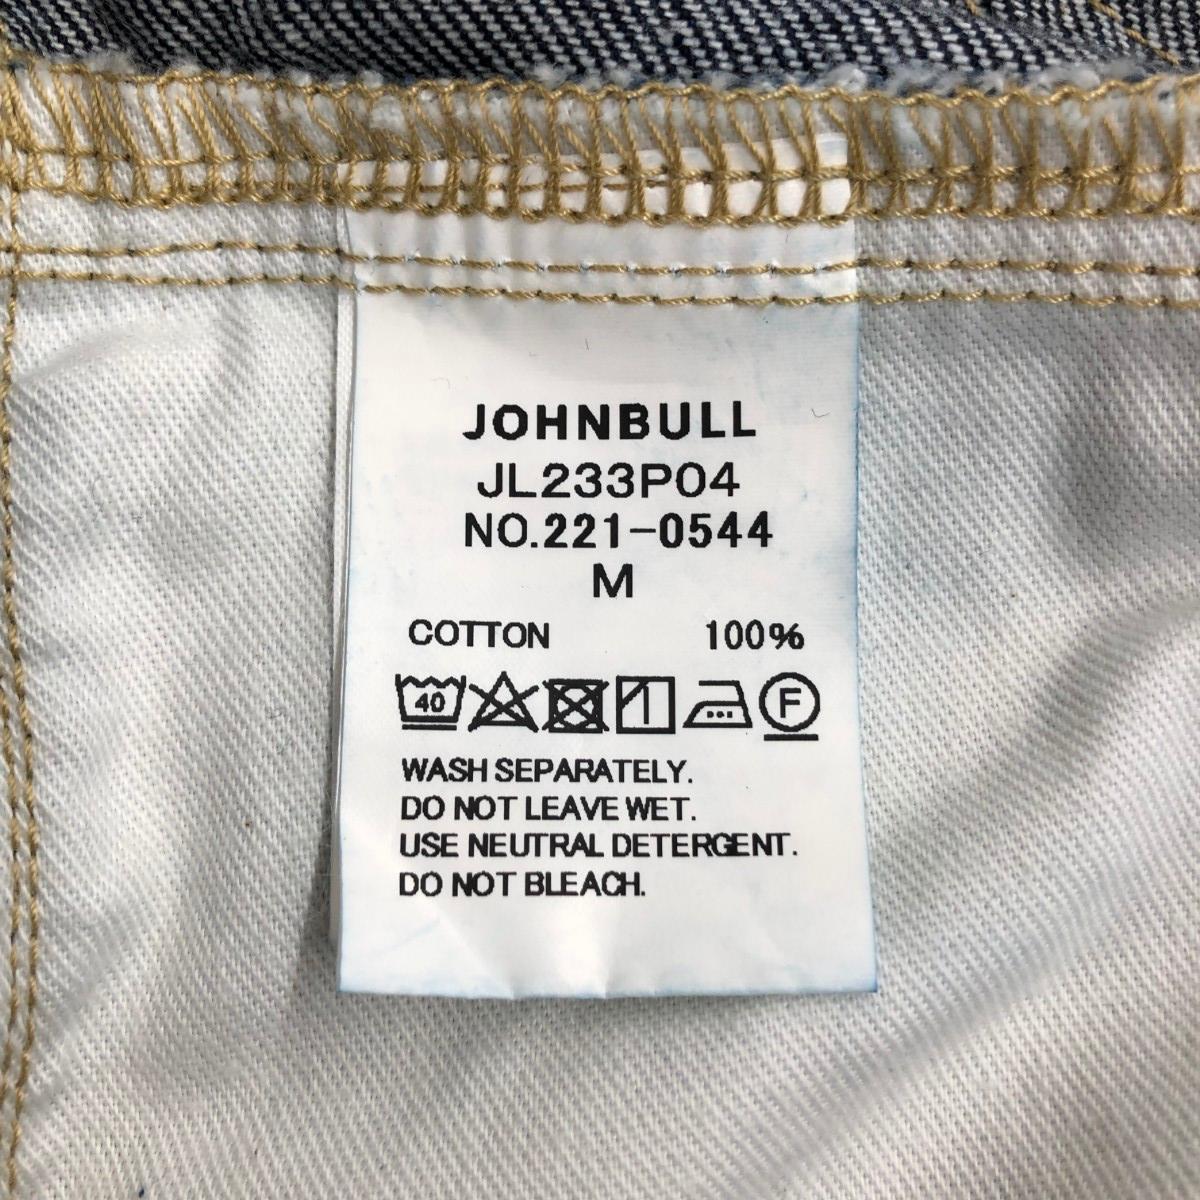 JOHNBULL
JL233P04
NO.221-0544
M
COTTON 100%
40 F
WASH SEPARATELY.
DO NOT LEAVE WET.
USE NEUTRAL DETERGENT.
DO NOT BLEACH.